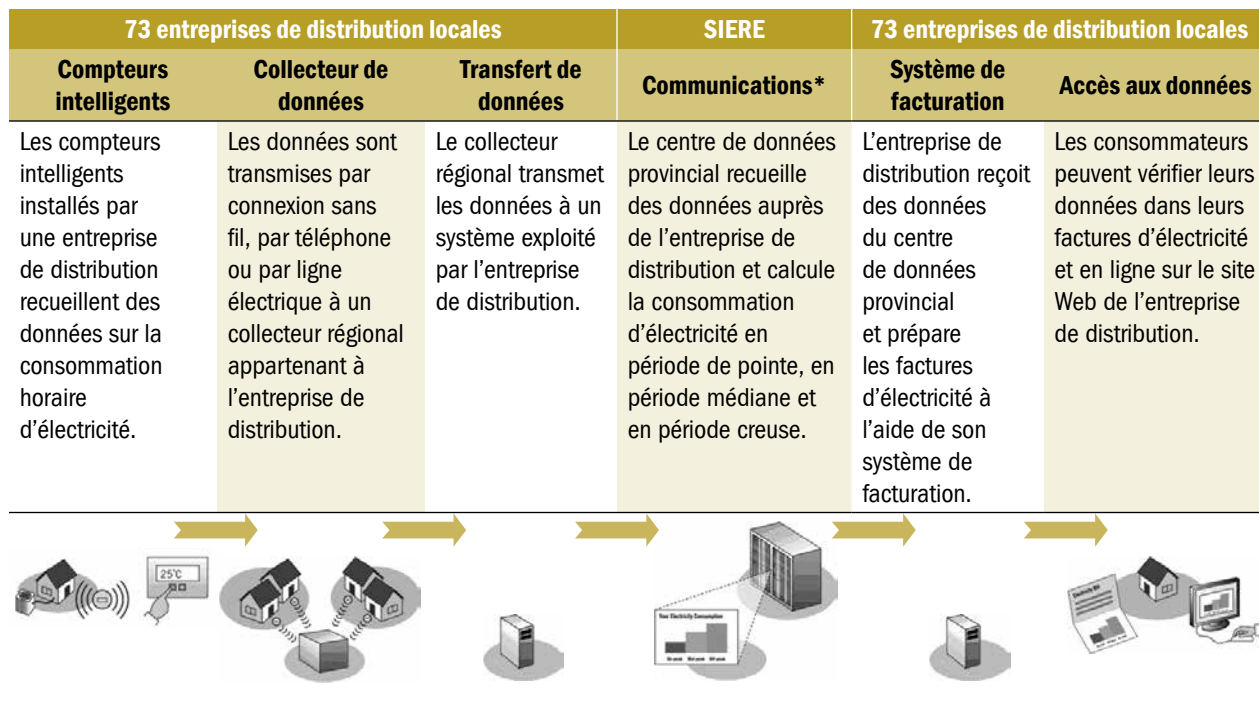 73 entreprises de distribution locales
SIERE
73 entreprises de distribution locales
Compteurs
intelligents
Collecteur de
données
Transfert de
données
Communications*
Système de
facturation
Accès aux données
Les compteurs
intelligents
installés par
une entreprise
de distribution
recueillent des
données sur la
consommation
horaire
d’électricité.
Les données sont
transmises par
connexion sans
fil, par téléphone
ou par ligne
électrique à un
collecteur régional
appartenant à
l’entreprise de
distribution.
Le collecteur
régional transmet
les données à un
système exploité
par l’entreprise
de distribution.
Le centre de données
provincial recueille
des données auprès
de l’entreprise de
distribution et calcule
la consommation
d’électricité en
période de pointe, en
période médiane et
en période creuse.
L’entreprise de
distribution reçoit
des données
du centre
de données
provincial
et prépare
les factures
d’électricité à
l’aide de son
système de
facturation.
Les consommateurs
peuvent vérifier leurs
données dans leurs
factures d’électricité
et en ligne sur le site
Web de l’entreprise
de distribution.
25°C
Your Electricity Consumption
Electricity Bill